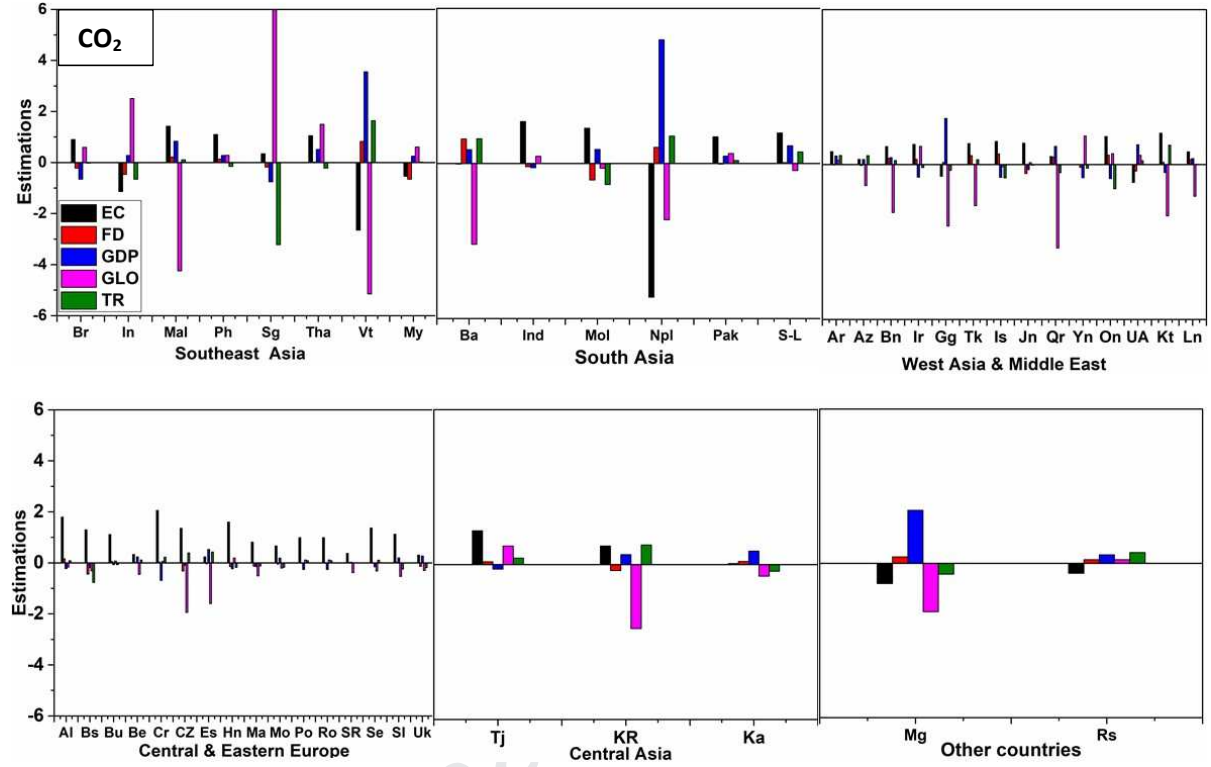 CO₂
Estimations
6
4
2
0
-2
-4
-6
EC
FD
GDP
GLO
TR
Br In Mal Ph Sg Tha Vt My
Southeast Asia
Ba Ind Mol Npl Pak S-L
South Asia
Ar Az Bn Ir Gg Tk Is Jn Qr Yn On UA Kt Ln
West Asia & Middle East
Estimations
6
4
2
0
-2
-4
-6
Al Bs Bu Be Cr CZ Es Hn Ma Mo Po Ro SR Se Sl Uk
Central & Eastern Europe
Tj KR Ka
Central Asia
Mg Rs
Other countries